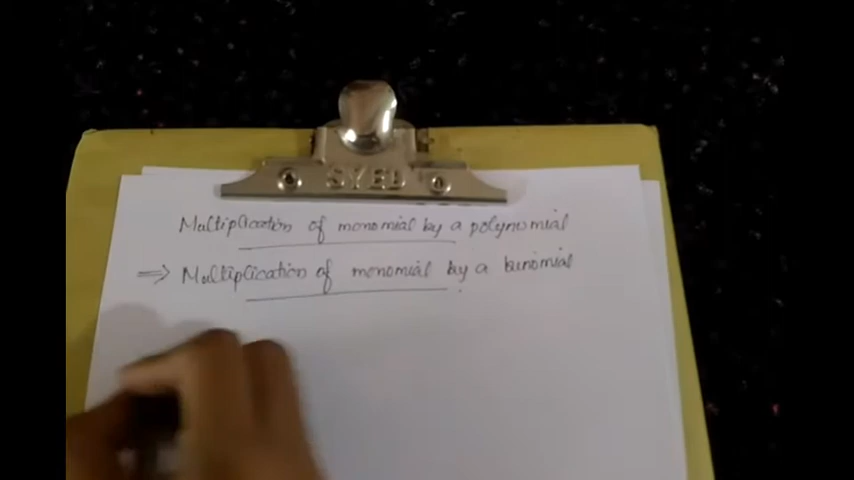 SYED
Multiplication of monomial by a polynomial
⇒ Multiplication of monomial by a binomial